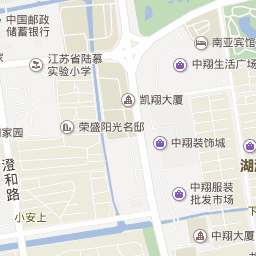 中国邮政
储蓄银行
南亚宾馆
江苏省陆慕
实验小学
中翔生活广场
凯翔大厦
荣盛阳光名邸
家园
中翔装饰城
澄和路
中翔服装
批发市场
小安上
中翔大厦